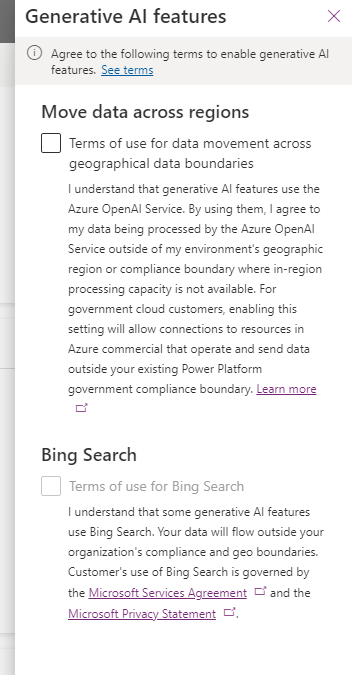 Generative AI features
Agree to the following terms to enable generative AI
features. See terms
Move data across regions
Terms of use for data movement across
geographical data boundaries
I understand that generative AI features use the
Azure OpenAI Service. By using them, I agree to
my data being processed by the Azure OpenAI
Service outside of my environment's geographic
region or compliance boundary where in-region
processing capacity is not available. For
government cloud customers, enabling this
setting will allow connections to resources in
Azure commercial that operate and send data
outside your existing Power Platform
government compliance boundary. Learn more
Bing Search
Terms of use for Bing Search
I understand that some generative AI features
use Bing Search. Your data will flow outside your
organization's compliance and geo boundaries.
Customer's use of Bing Search is governed by
the Microsoft Services Agreement and the
Microsoft Privacy Statement .